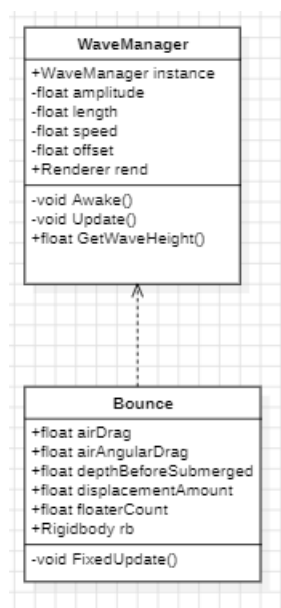 WaveManager
+WaveManager instance
-float amplitude
-float length
-float speed
-float offset
+Renderer rend
-void Awake()
-void Update()
+float GetWaveHeight()
Bounce
+float airDrag
+float airAngularDrag
+float depthBeforeSubmerged
+float displacementAmount
+float floaterCount
+Rigidbody rb
-void FixedUpdate()